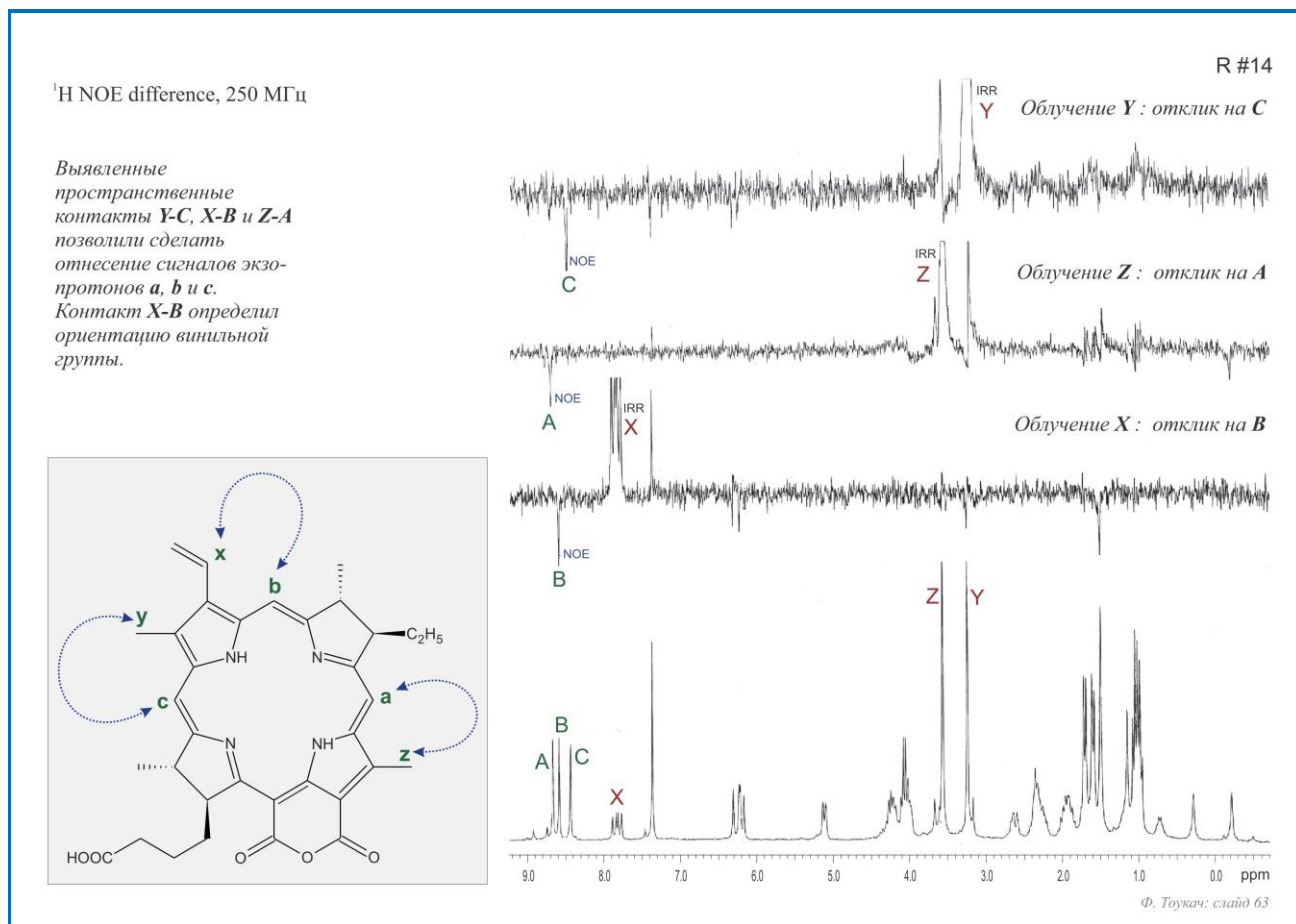 R #14
¹H NOE difference, 250 МГц
Выявленные
пространственные
контакты Y-C, X-B и Z-A
позволили сделать
отнесение сигналов экзо-
протонов a, b и c.
Контакт X-B определил
ориентацию винильной
группы.
IRR
Y
Облучение Y : отклик на C
NOE
C
IRR
Z
Облучение Z : отклик на A
NOE
A
IRR
X
Облучение X : отклик на B
NOE
B
Z Y
A B C
X
9.0 8.0 7.0 6.0 5.0 4.0 3.0 2.0 1.0 0.0 ppm
x
b
y
C₂H₅
NH N
c a
N NH
z
HOOC
O O O
Ф. Тоукач: слайд 63